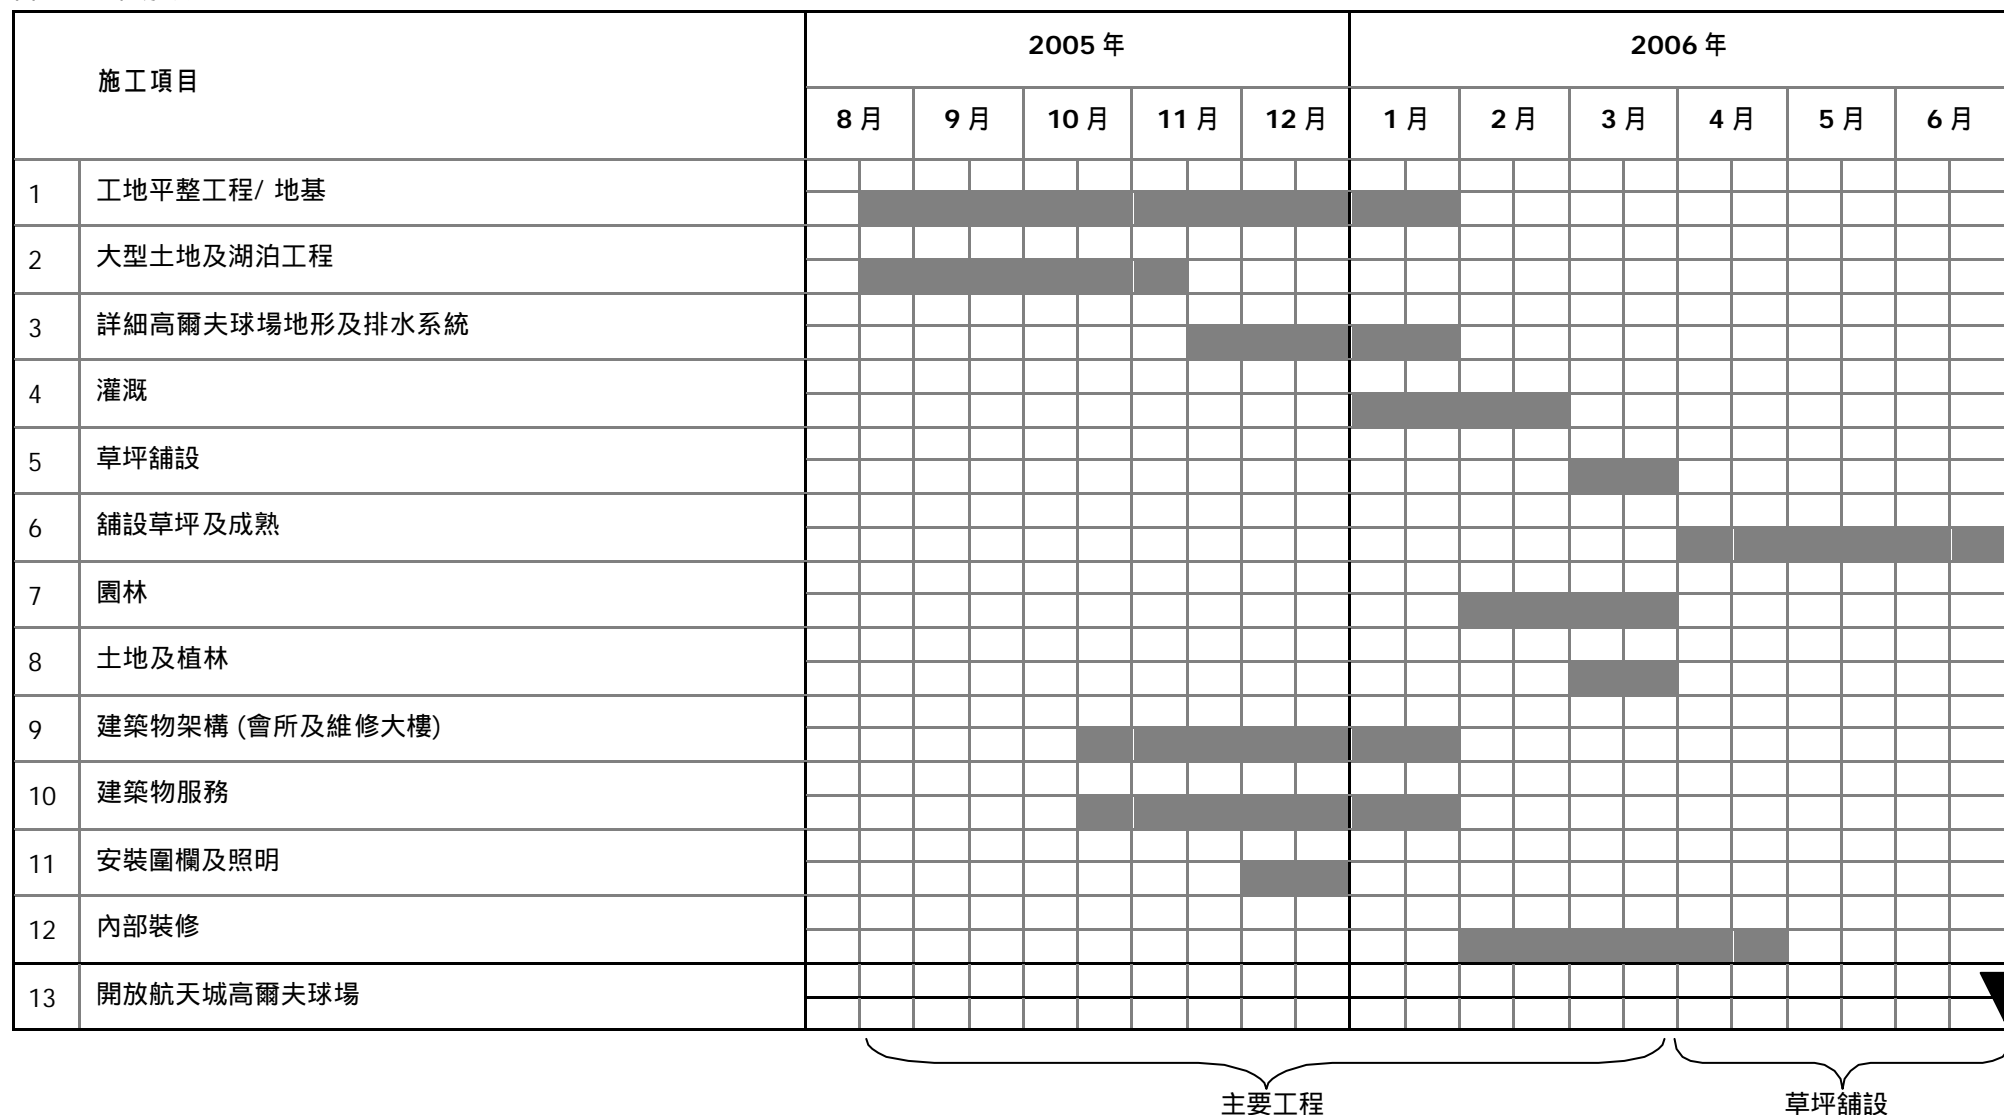 2005 年 2006 年
施工項目
8 月 9 月 10 月 11 月 12 月 1 月 2 月 3 月 4 月 5 月 6 月
1 工地平整工程/ 地基
2 大型土地及湖泊工程
3 詳細高爾夫球場地形及排水系統
4 灌溉
5 草坪舖設
6 舖設草坪及成熟
7 園林
8 土地及植林
9 建築物架構 (會所及維修大樓)
10 建築物服務
11 安裝圍欄及照明
12 內部裝修
13 開放航天城高爾夫球場
主要工程 草坪舖設